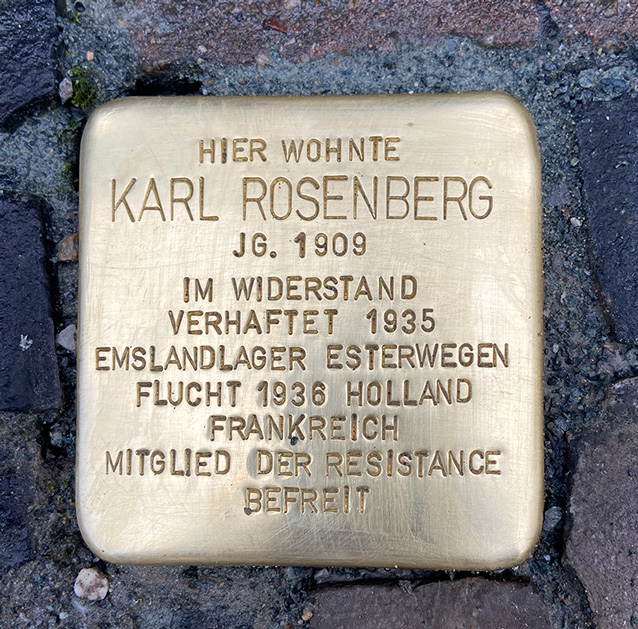 HIER WOHNTE
KARL ROSENBERG
JG. 1909
IM WIDERSTAND
VERHAFTET 1935
EMSLANDLAGER ESTERWEGEN
FLUCHT 1936 HOLLAND
FRANKREICH
MITGLIED DER RESISTANCE
BEFREIT